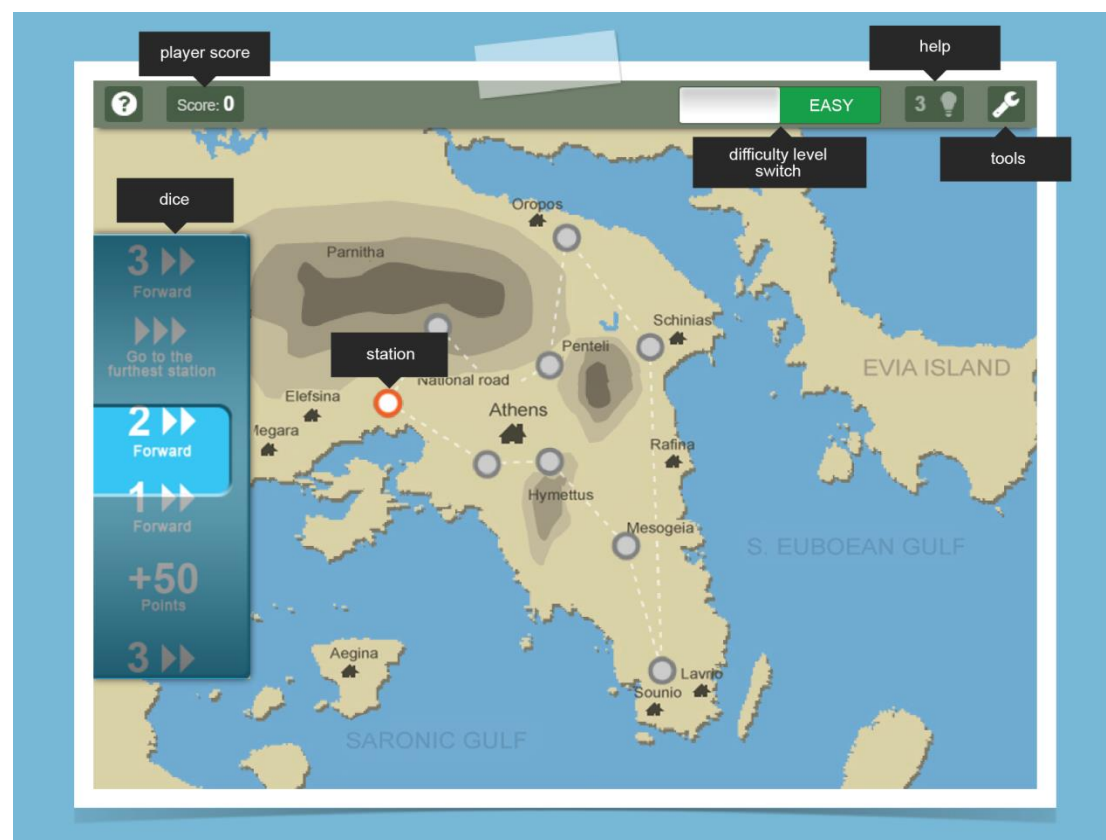 player score
help
?
Score: 0
EASY
3
difficulty level
switch
tools
dice
3
Forward
Go to the
furthest station
2
Forward
1
Forward
+50
Points
3
Oropos
Parnitha
station
National road
Schinias
Penteli
EVIA ISLAND
Elefsina
Athens
Megara
Rafina
Hymettus
Mesogeia
S. EUBOEAN GULF
Aegina
Lavrio
Sounio
SARONIC GULF